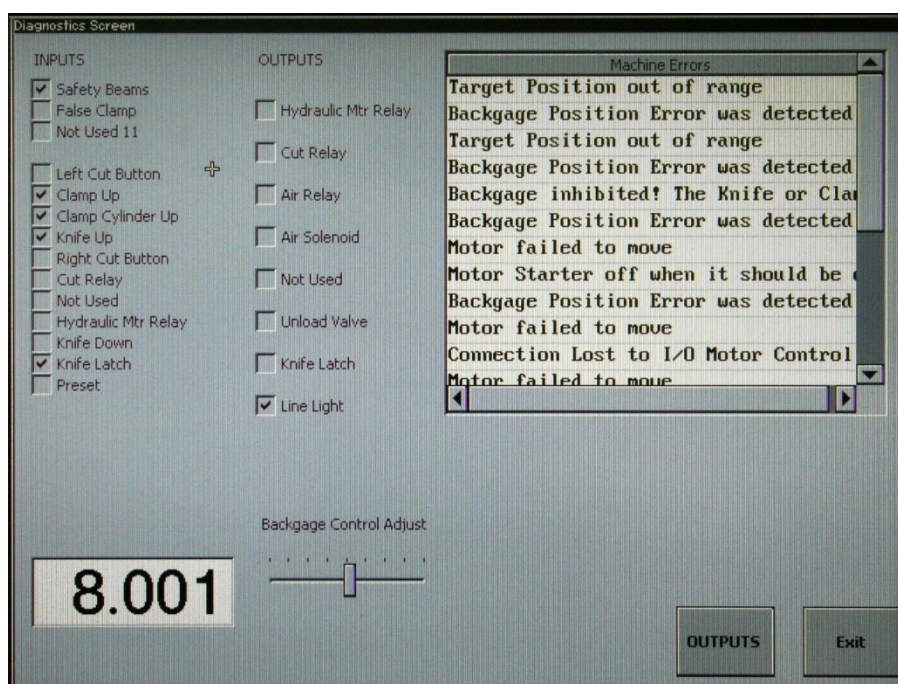 Diagnostics Screen
INPUTS
Safety Beams
False Clamp
Not Used 11
Left Cut Button
Clamp Up
Clamp Cylinder Up
Knife Up
Right Cut Button
Cut Relay
Not Used
Hydraulic Mtr Relay
Knife Down
Knife Latch
Preset
OUTPUTS
Hydraulic Mtr Relay
Cut Relay
Air Relay
Air Solenoid
Not Used
Unload Valve
Knife Latch
Line Light
Machine Errors
Target Position out of range
Backgage Position Error was detected
Target Position out of range
Backgage Position Error was detected
Backgage inhibited! The Knife or Cla
Backgage Position Error was detected
Motor failed to move
Motor Starter off when it should be
Backgage Position Error was detected
Motor failed to move
Connection Lost to I/O Motor Control
Motor failed to move
Backgage Control Adjust
8.001
OUTPUTS
Exit